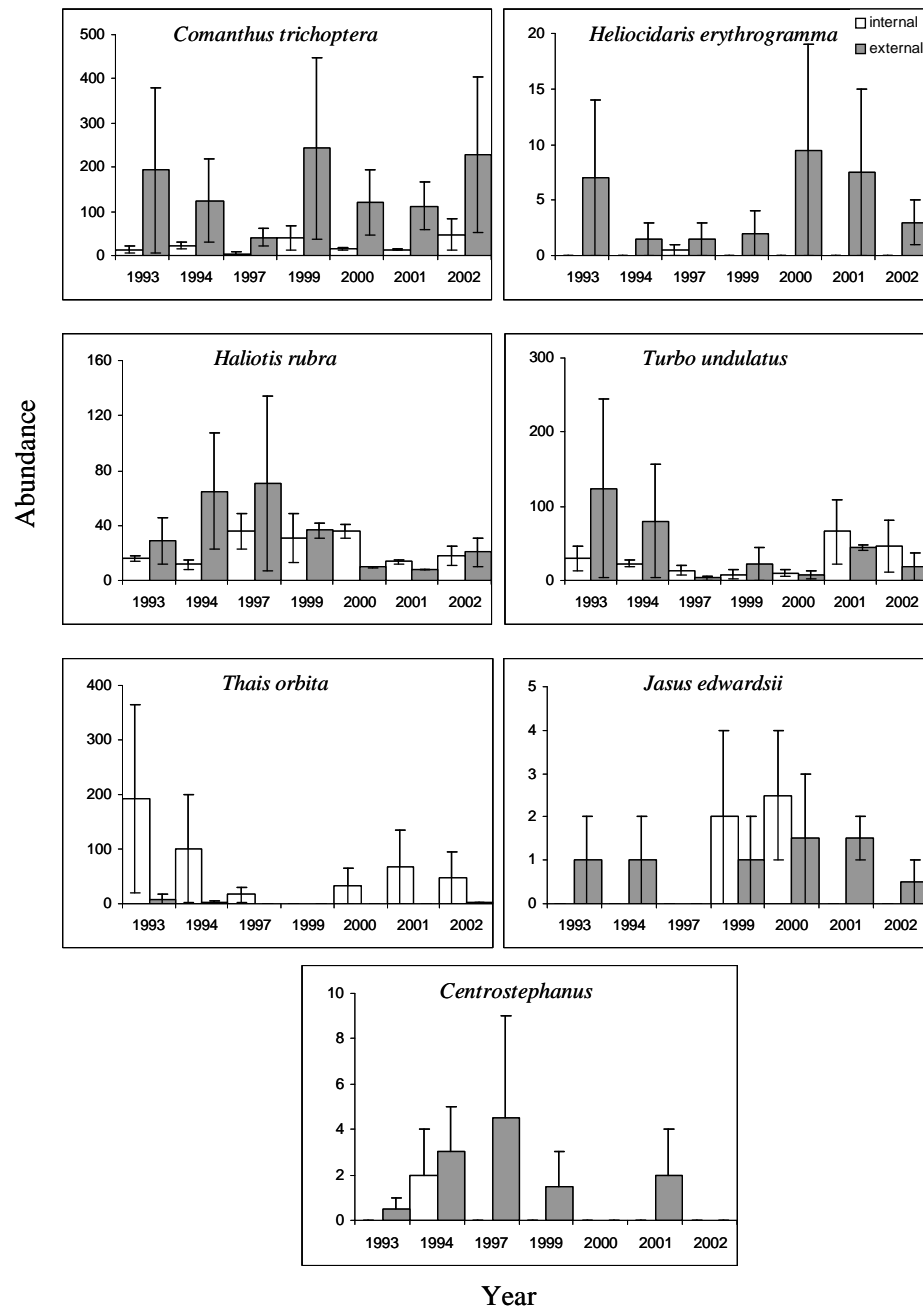 Comanthus trichoptera
500
400
300
200
100
0
1993 1994 1997 1999 2000 2001 2002
Heliocidaris erythrogramma
internal
external
20
15
10
5
0
1993 1994 1997 1999 2000 2001 2002
Haliotis rubra
160
120
80
40
0
1993 1994 1997 1999 2000 2001 2002
Turbo undulatus
300
200
100
0
1993 1994 1997 1999 2000 2001 2002
Abundance
Thais orbita
400
300
200
100
0
1993 1994 1997 1999 2000 2001 2002
Jasus edwardsii
5
4
3
2
1
0
1993 1994 1997 1999 2000 2001 2002
Centrostephanus
10
8
6
4
2
0
1993 1994 1997 1999 2000 2001 2002
Year